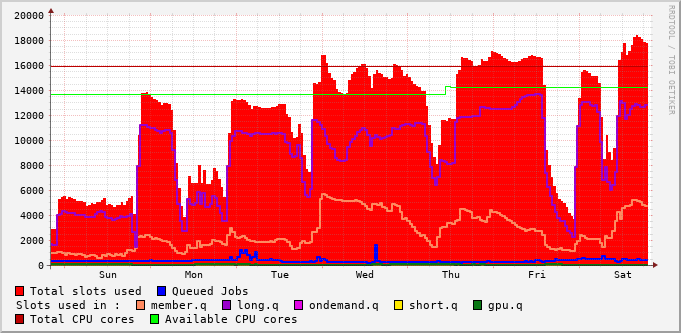 20000
18000
16000
14000
12000
10000
8000
6000
4000
2000
0
Sun Mon Tue Wed Thu Fri Sat
RRDTOOL / TOBI OETIKER
Total slots used Queued Jobs
Slots used in : member.q long.q ondemand.q short.q gpu.q
Total CPU cores Available CPU cores